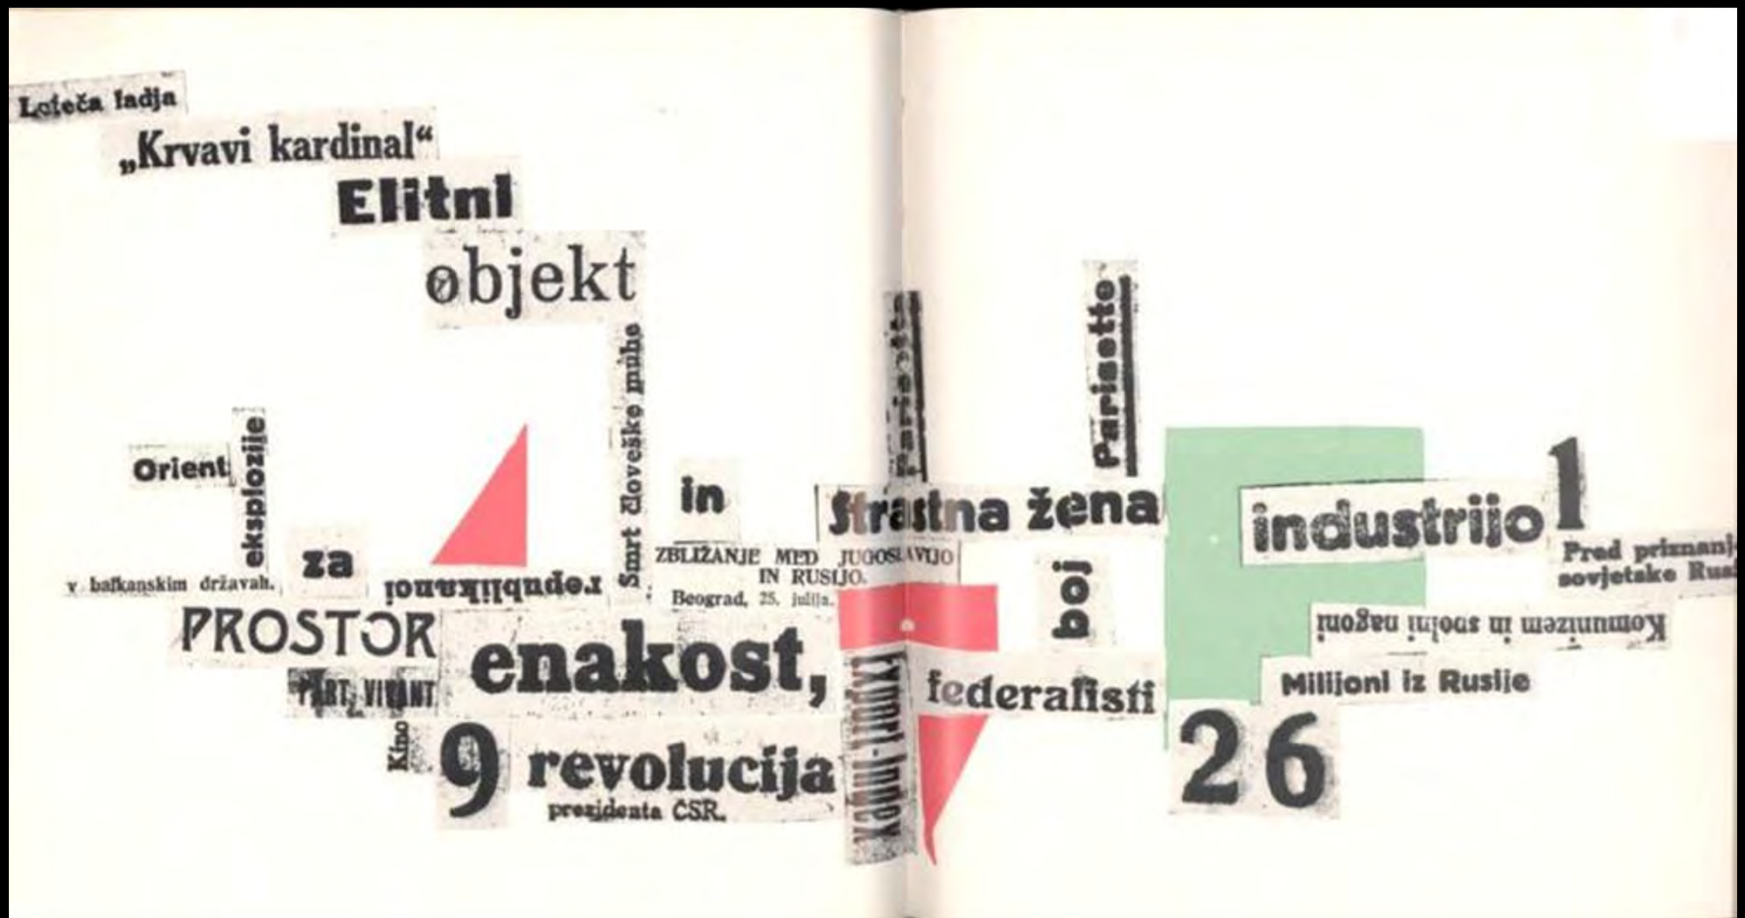 Leteča ladja
„Krvavi kardinal“
Elitni
objekt
Smrt človeške muhe
Orient
eksplozije
v balkanskim državah.
za
republikanci
PROSTOR
enakost,
VIVANT
Kino
9
revolucija
prezidenta ČSR.
in
strastna žena
ZBLIŽANJE MED JUGOSLAVIJO
IN RUSIJO.
Beograd, 25. julija.
Parisette
boj
federalisti
industrijo
1
Pred priznanj
sovjetske Rus
Komunizem in spolni nagoni
Milijoni iz Rusije
26